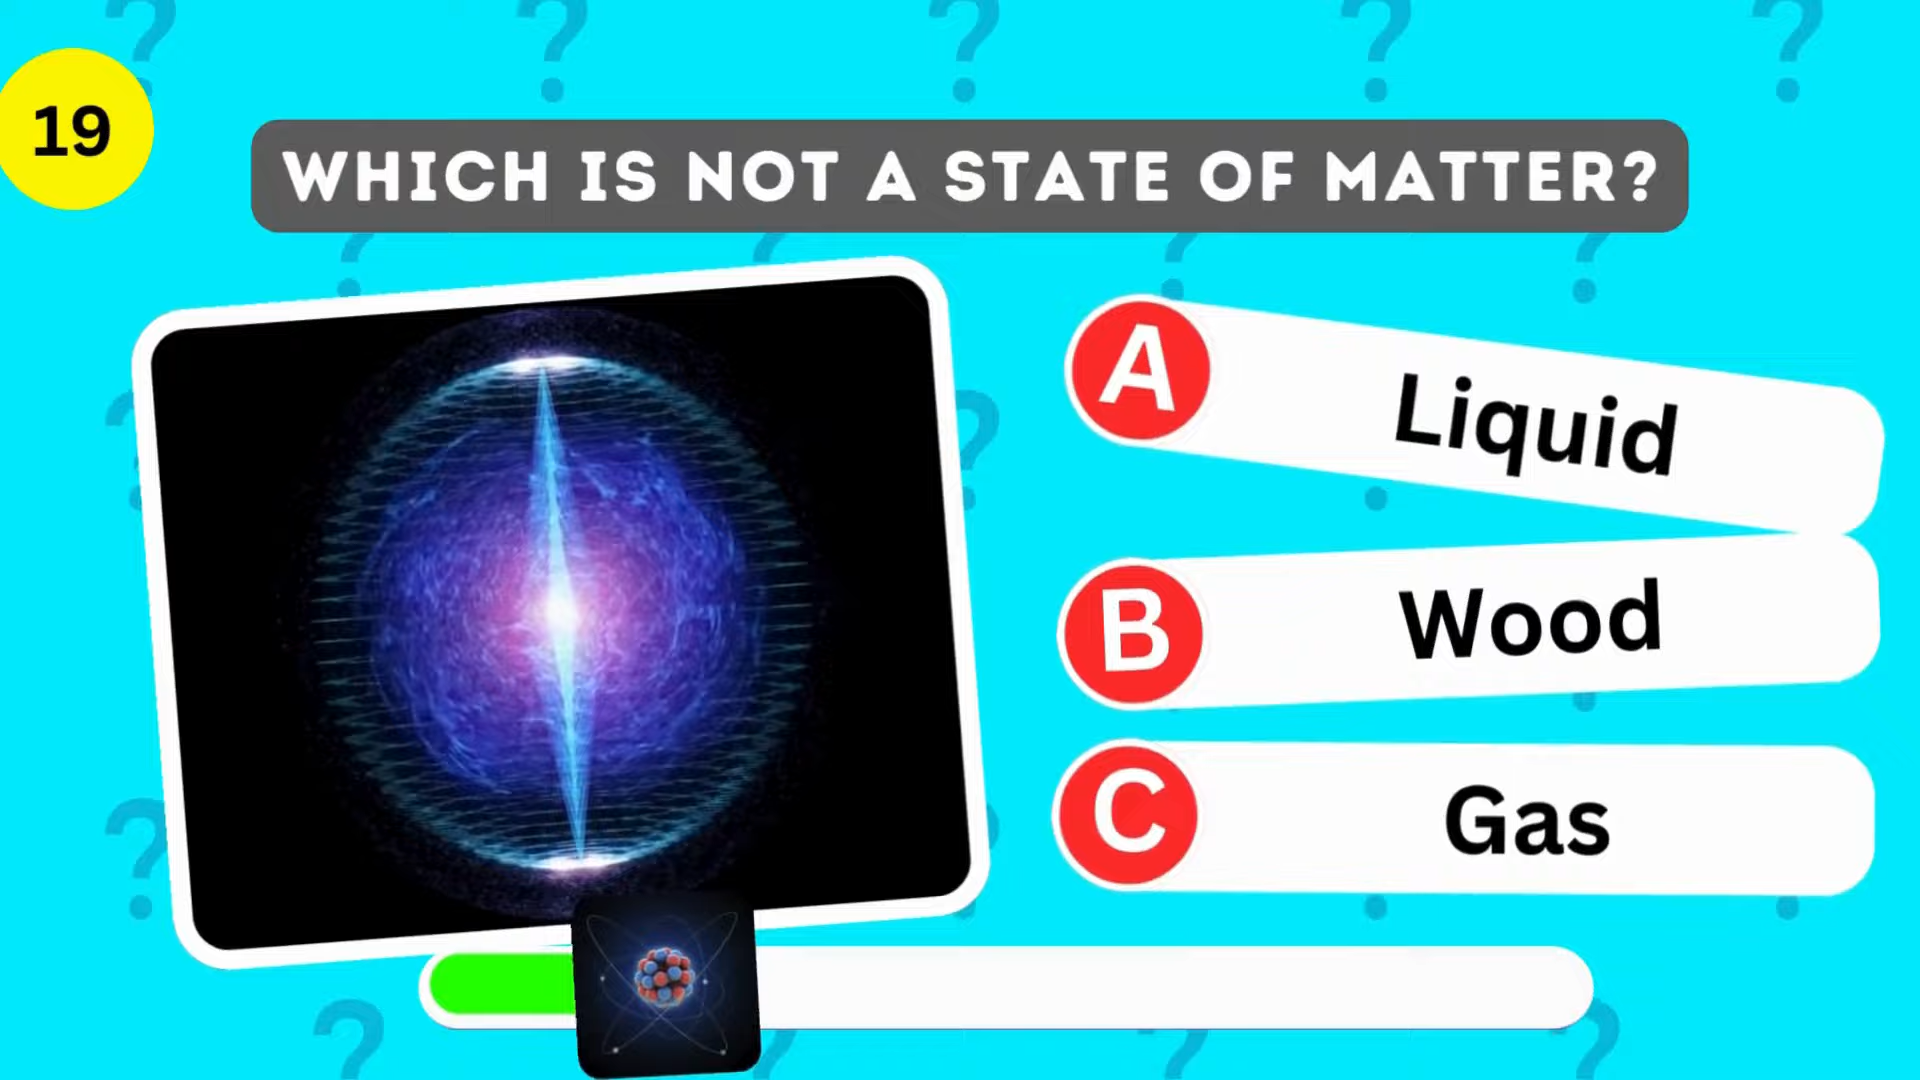 19
WHICH IS NOT A STATE OF MATTER?
A Liquid
B Wood
C Gas